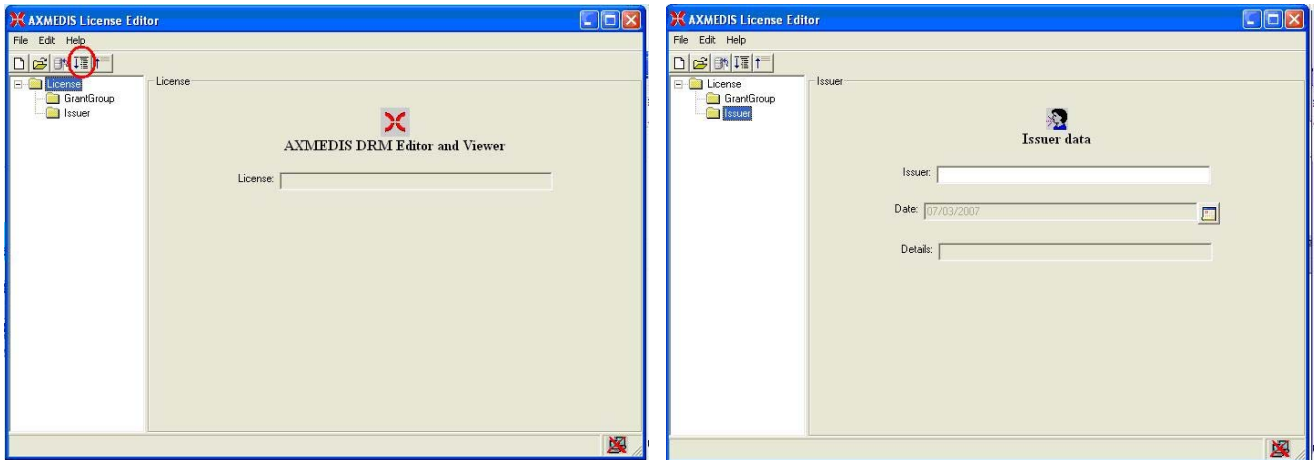 AXMEDIS License Editor
File Edit Help
License
GrantGroup
Issuer
License
AXMEDIS DRM Editor and Viewer
License:
AXMEDIS License Editor
File Edit Help
License
GrantGroup
Issuer
Issuer
Issuer data
Issuer:
Date: 07/03/2007
Details: